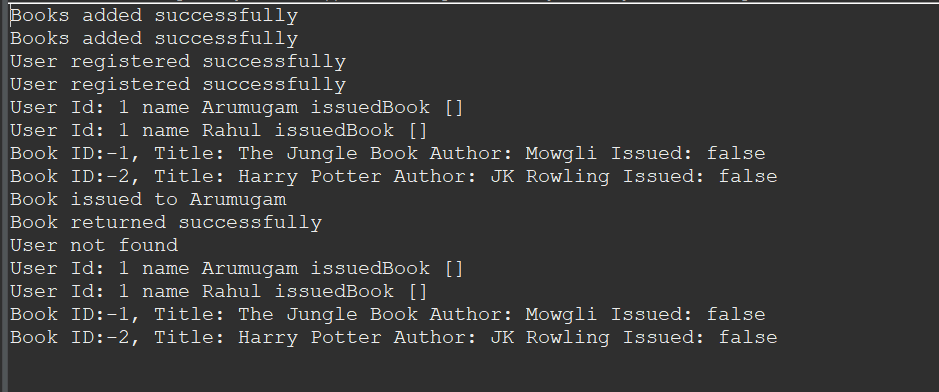 Books added successfully
Books added successfully
User registered successfully
User registered successfully
User Id: 1 name Arumugam issuedBook []
User Id: 1 name Rahul issuedBook []
Book ID:-1, Title: The Jungle Book Author: Mowgli Issued: false
Book ID:-2, Title: Harry Potter Author: JK Rowling Issued: false
Book issued to Arumugam
Book returned successfully
User not found
User Id: 1 name Arumugam issuedBook []
User Id: 1 name Rahul issuedBook []
Book ID:-1, Title: The Jungle Book Author: Mowgli Issued: false
Book ID:-2, Title: Harry Potter Author: JK Rowling Issued: false